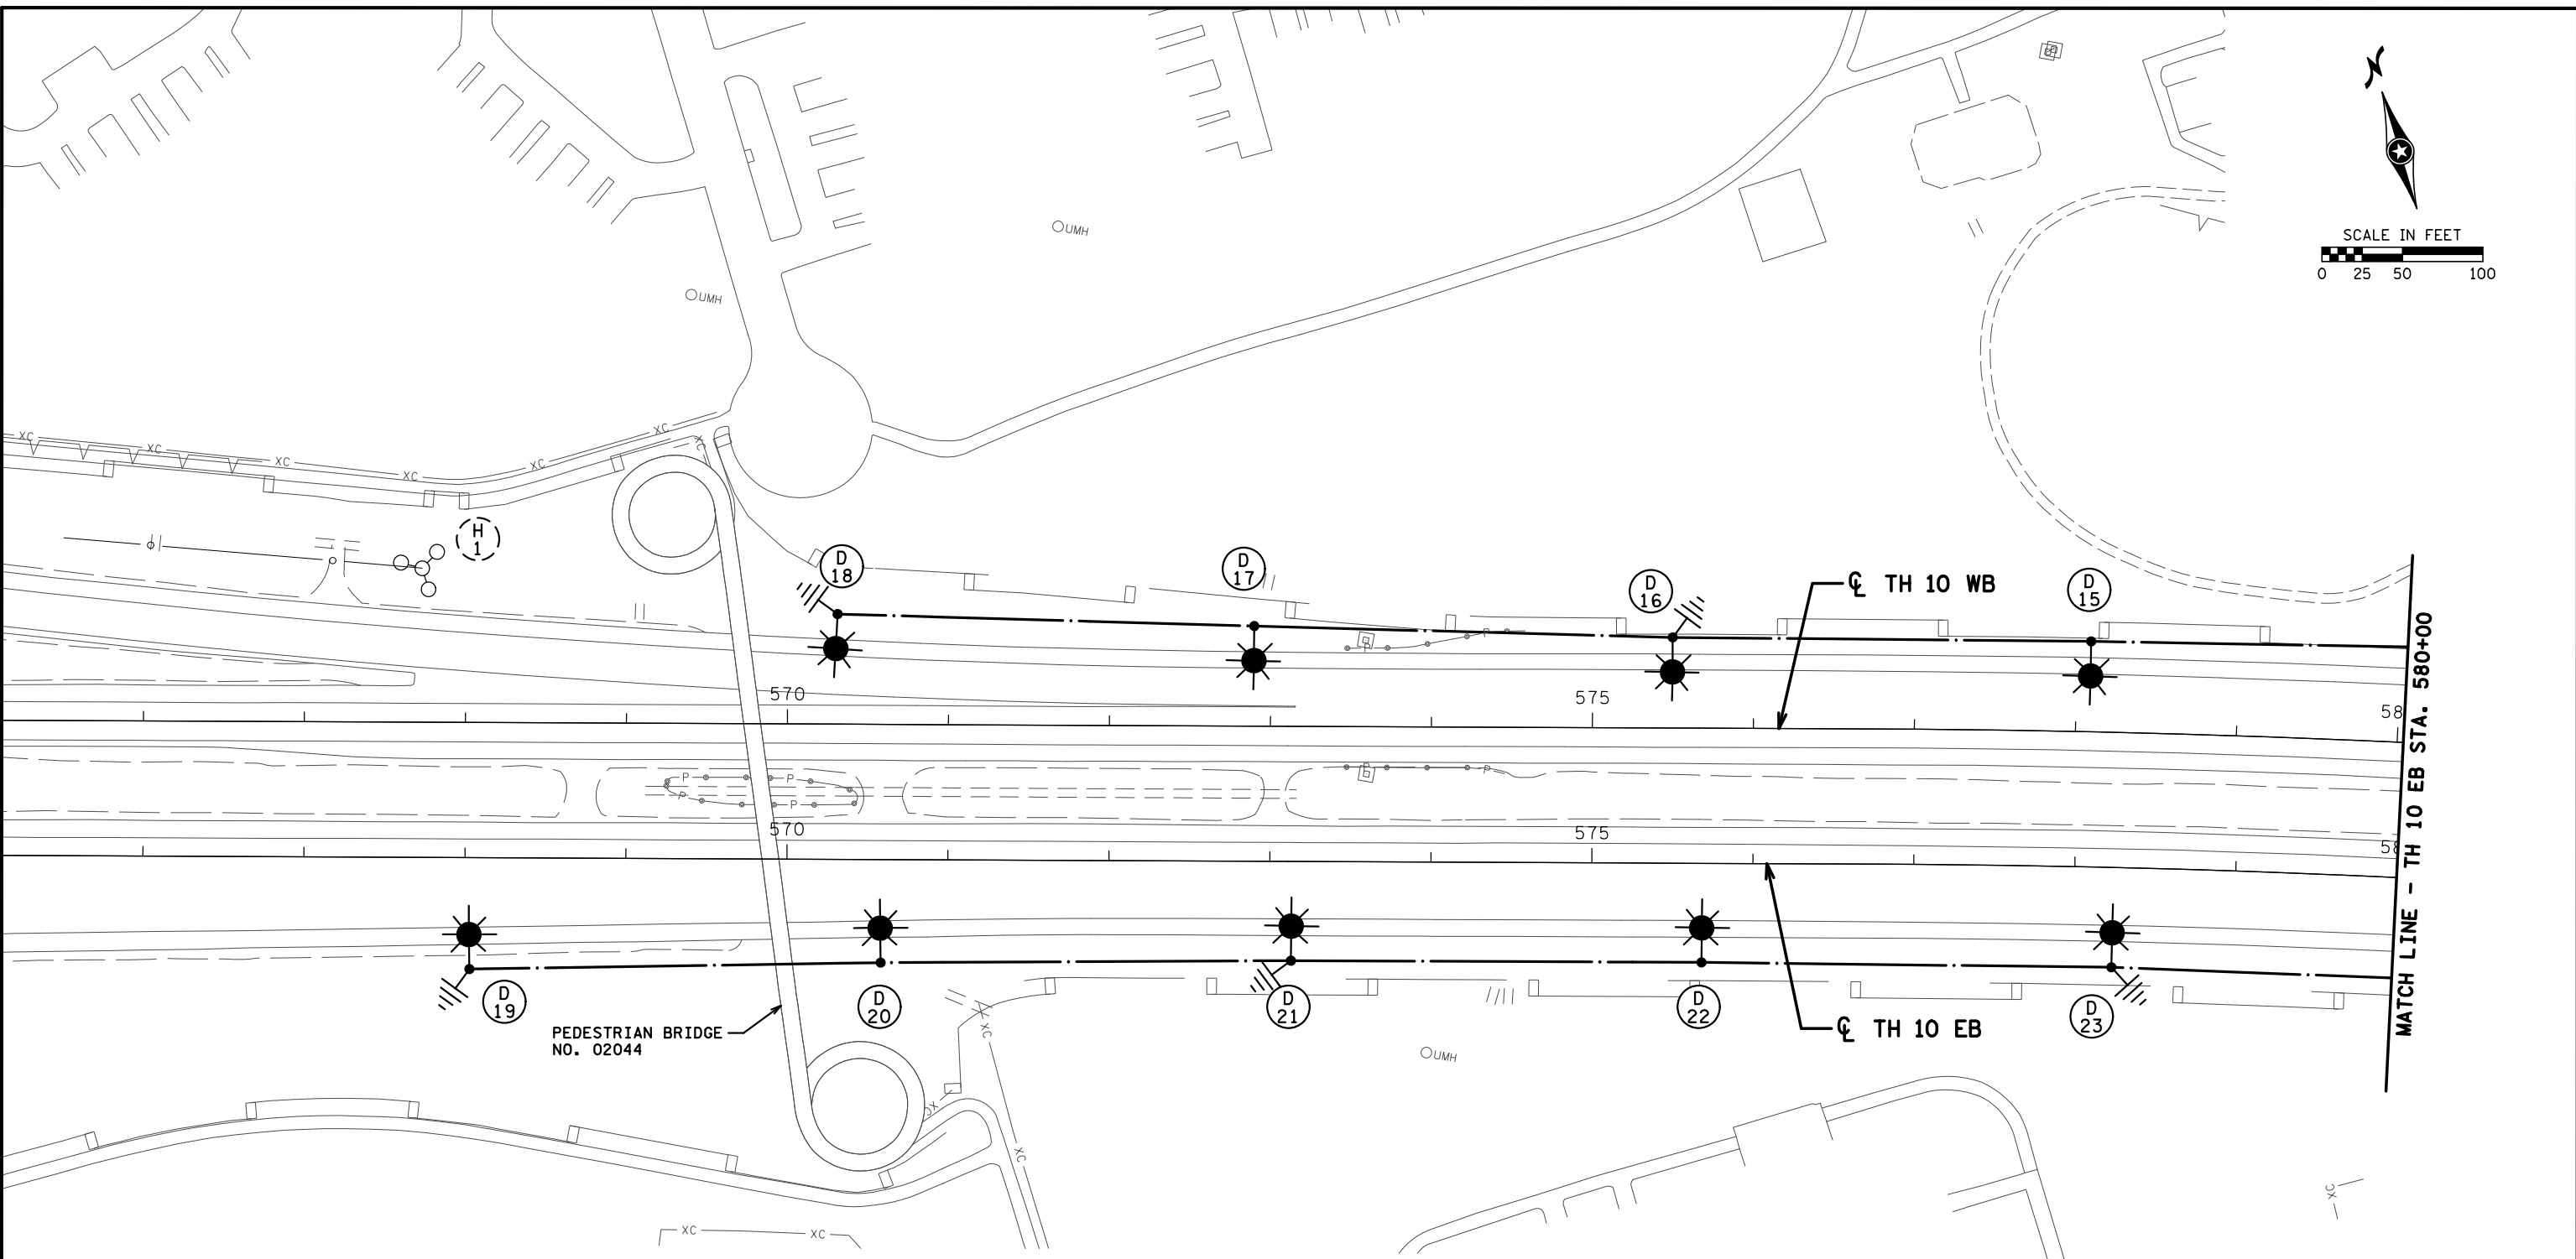 N
SCALE IN FEET
0 25 50 100
UMH
UMH
XC
XC
XC
XC
XC
XC
XC
H
1
D
18
D
17
D
16
D
15
℄ TH 10 WB
P
P
570
575
58
MATCH LINE - TH 10 EB STA. 580+00
P
P
P
P
P
P
570
575
58
D
19
D
20
D
21
D
22
D
23
℄ TH 10 EB
PEDESTRIAN BRIDGE
NO. 02044
XC
UMH
XC
XC
XC
XC
XC